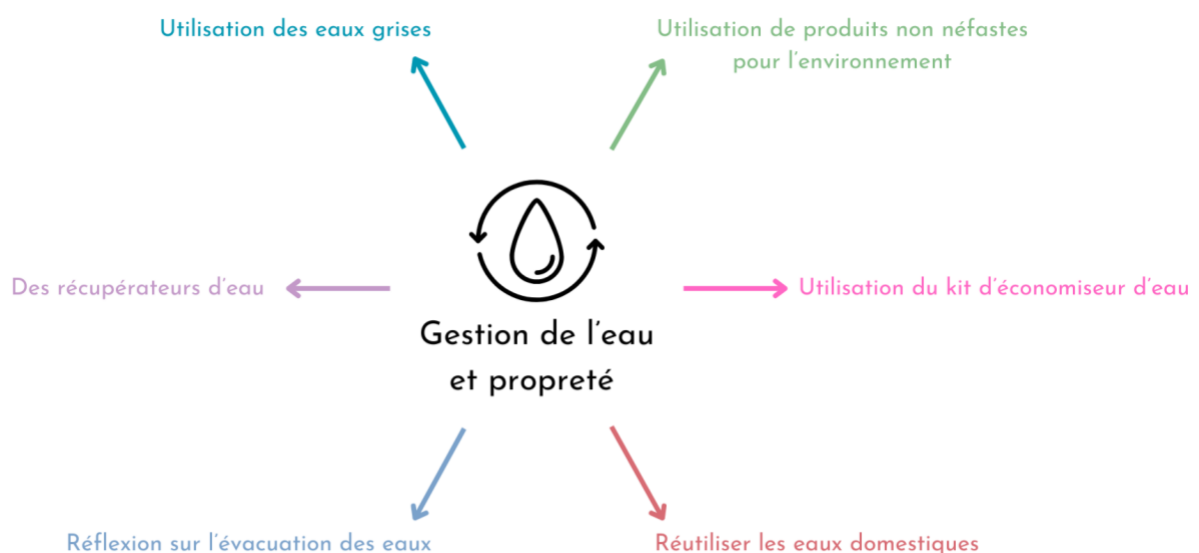 Utilisation des eaux grises
Utilisation de produits non néfastes
pour l'environnement
Des récupérateurs d'eau
Utilisation du kit d'économiseur d'eau
Gestion de l'eau
et propreté
Réflexion sur l'évacuation des eaux
Réutiliser les eaux domestiques